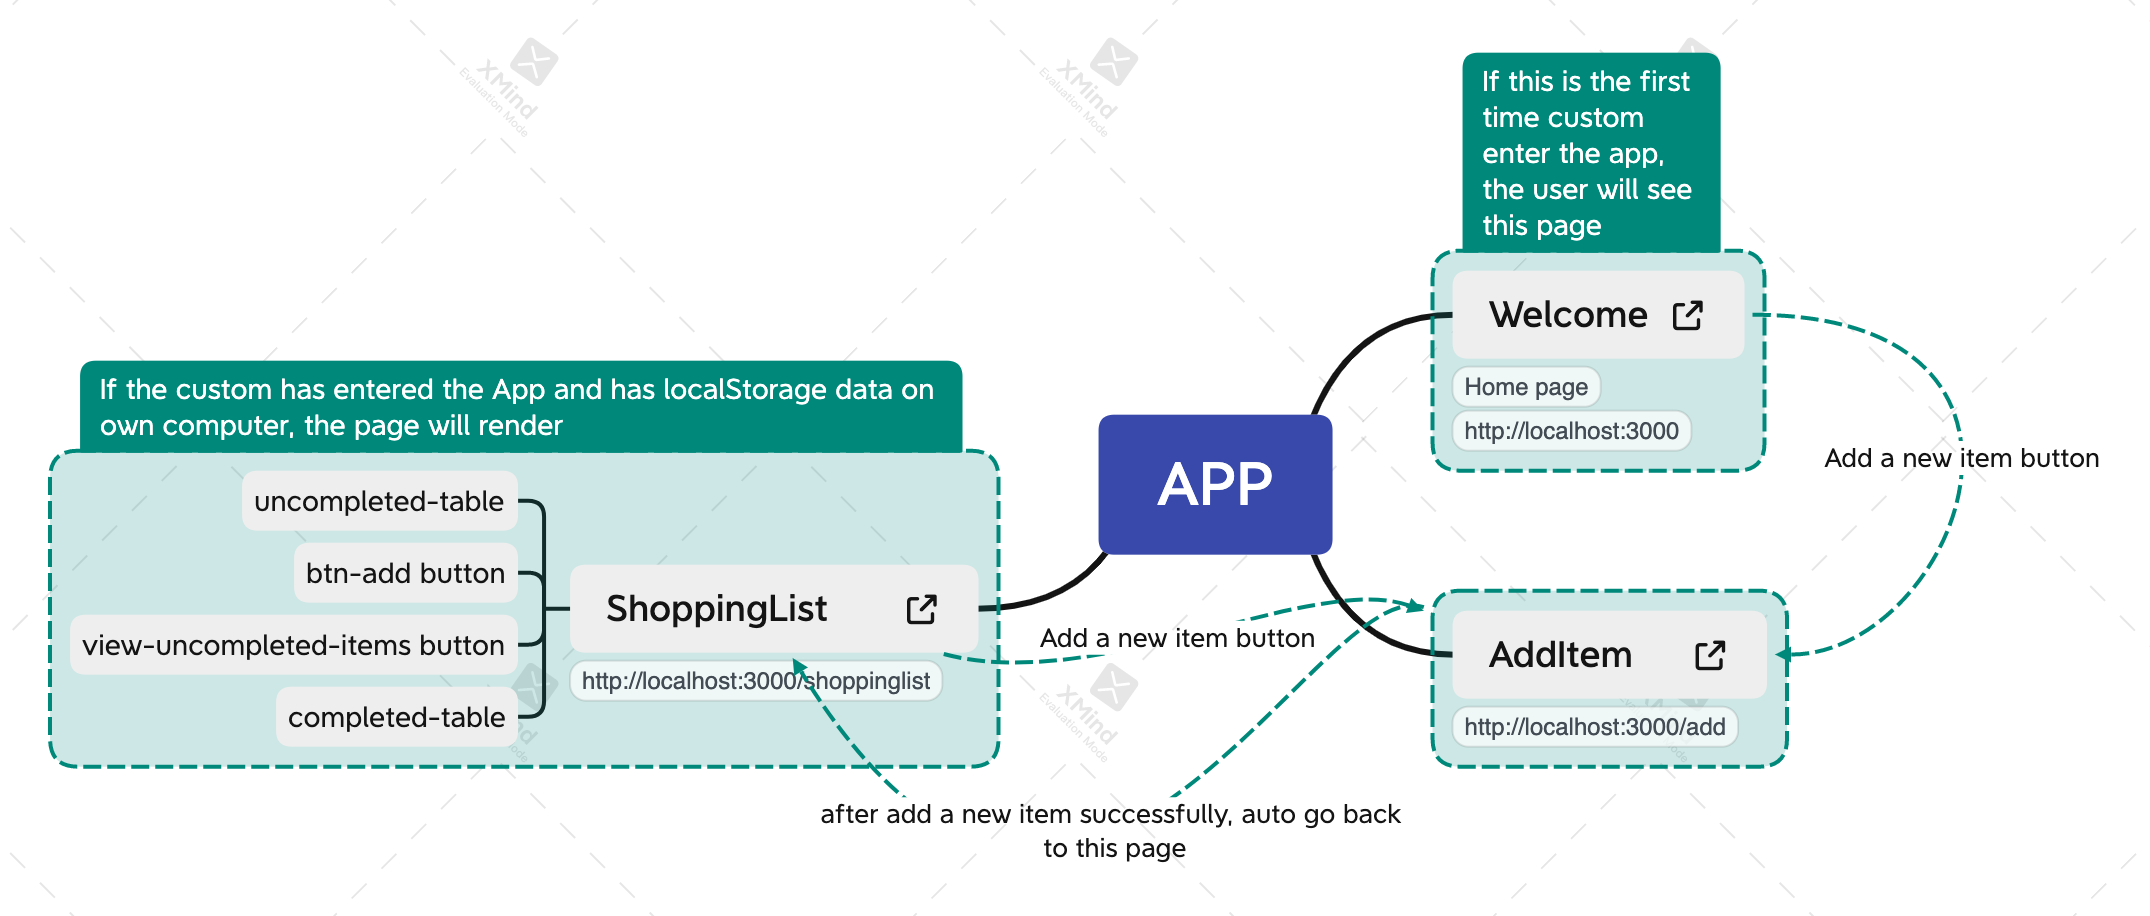 XMind
Evaluation Mode
XMind
Evaluation Mode
If this is the first
time custom
enter the app,
the user will see
this page
Welcome
Home page
http://localhost:3000
Add a new item button
If the custom has entered the App and has localStorage data on
own computer, the page will render
uncompleted-table
btn-add button
view-uncompleted-items button
completed-table
ShoppingList
http://localhost:3000/shoppinglist
APP
Add a new item button
AddItem
http://localhost:3000/add
XMind
Evaluation Mode
after add a new item successfully, auto go back
to this page